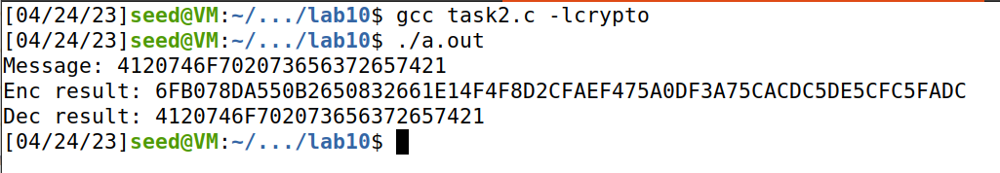 [04/24/23]seed@VM:~/.../lab10$ gcc task2.c -lcrypto
[04/24/23]seed@VM:~/.../lab10$ ./a.out
Message: 4120746F702073656372657421
Enc result: 6FB078DA550B2650832661E14F4F8D2CFAEF475A0DF3A75CACDC5DE5CFC5FADC
Dec result: 4120746F702073656372657421
[04/24/23]seed@VM:~/.../lab10$